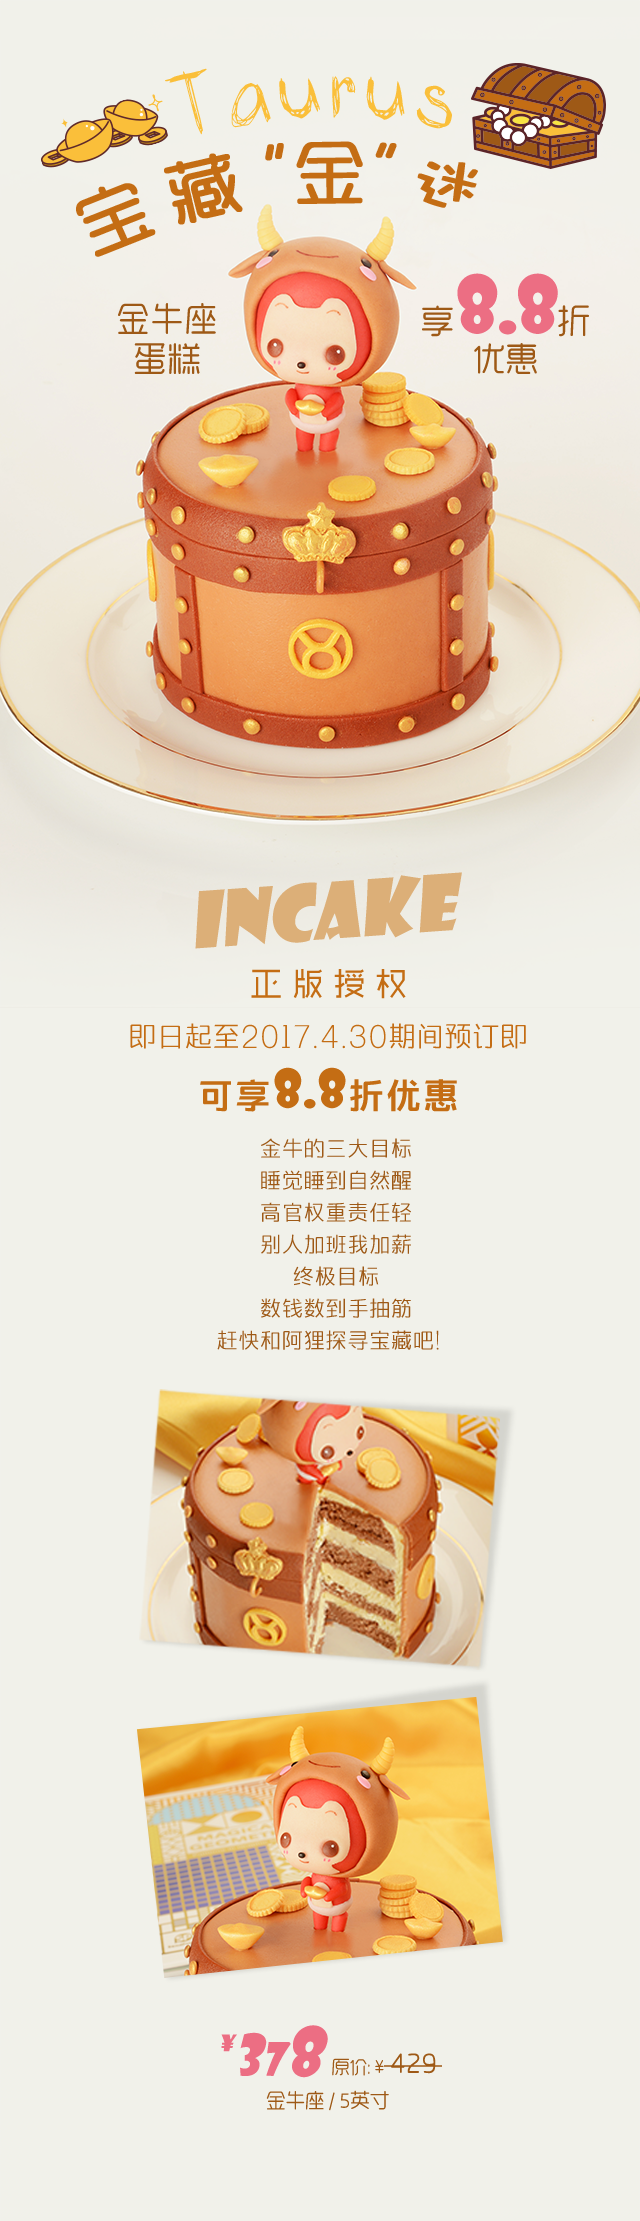 Taurus
宝藏“金”迷
金牛座
蛋糕
享8.8折
优惠
INCAKE
正版授权
即日起至2017.4.30期间预订即
可享8.8折优惠
金牛的三大目标
睡觉睡到自然醒
高官权重责任轻
别人加班我加薪
终极目标
数钱数到手抽筋
赶快和阿狸探寻宝藏吧!
MAGICAL
GEOMET
¥378 原价: ¥ 429
金牛座 / 5英寸